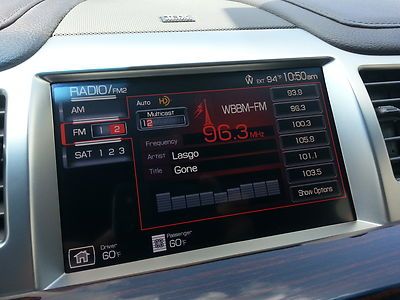 RADIO/FM2
W EXT 94°F 10:50am
AM
FM 1 2
SAT 1 2 3
Auto HD
Multicast
12
WBBM-FM
96.3 MHz
Frequency
Artist Lasgo
Title Gone
93.9
96.3
100.3
105.9
101.1
103.5
Show Options
Driver
60°F
Passenger
60°F